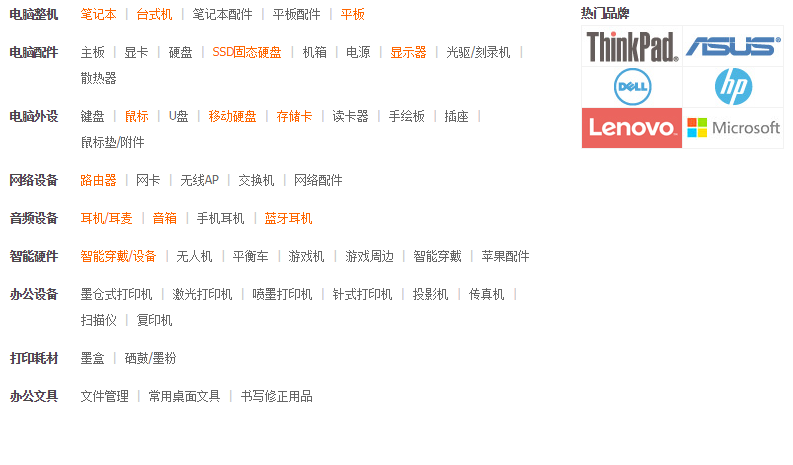 电脑整机 笔记本 | 台式机 | 笔记本配件 | 平板配件 | 平板
电脑配件 主板 | 显卡 | 硬盘 | SSD固态硬盘 | 机箱 | 电源 | 显示器 | 光驱/刻录机 |
散热器
电脑外设 键盘 | 鼠标 | U盘 | 移动硬盘 | 存储卡 | 读卡器 | 手绘板 | 插座 |
鼠标垫/附件
网络设备 路由器 | 网卡 | 无线AP | 交换机 | 网络配件
音频设备 耳机/耳麦 | 音箱 | 手机耳机 | 蓝牙耳机
智能硬件 智能穿戴/设备 | 无人机 | 平衡车 | 游戏机 | 游戏周边 | 智能穿戴 | 苹果配件
办公设备 墨仓式打印机 | 激光打印机 | 喷墨打印机 | 针式打印机 | 投影机 | 传真机 |
扫描仪 | 复印机
打印耗材 墨盒 | 硒鼓/墨粉
办公文具 文件管理 | 常用桌面文具 | 书写修正用品
热门品牌
ThinkPad® ASUS®
DELL hp
Lenovo™ Microsoft